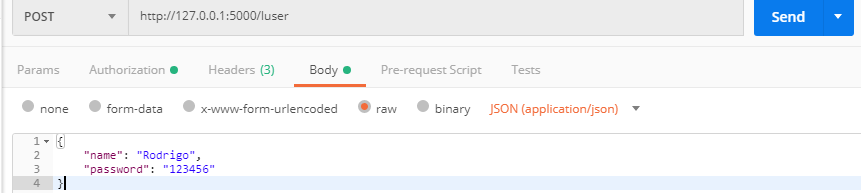 POST http://127.0.0.1:5000/luser Send
Params Authorization Headers (3) Body Pre-request Script Tests
none form-data x-www-form-urlencoded raw binary JSON (application/json)
1 {
2 "name": "Rodrigo",
3 "password": "123456"
4 }